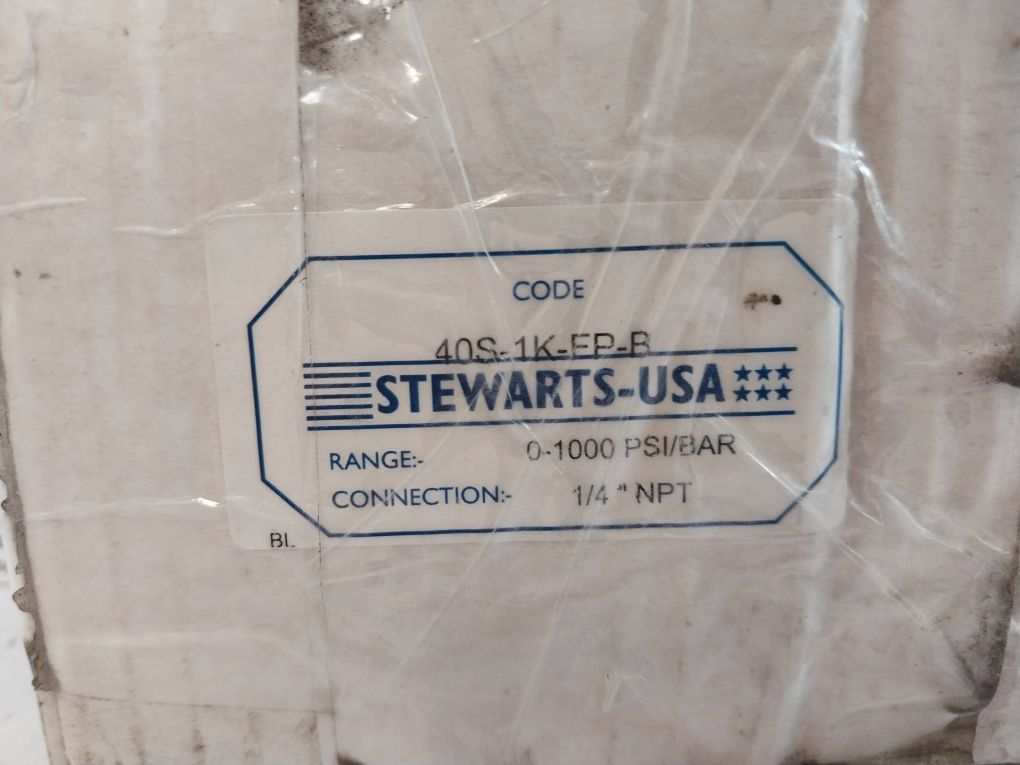 CODE
40S-1K-FP-B
STEWARTS-USA
RANGE:- 0-1000 PSI/BAR
CONNECTION:- 1/4 " NPT
BL